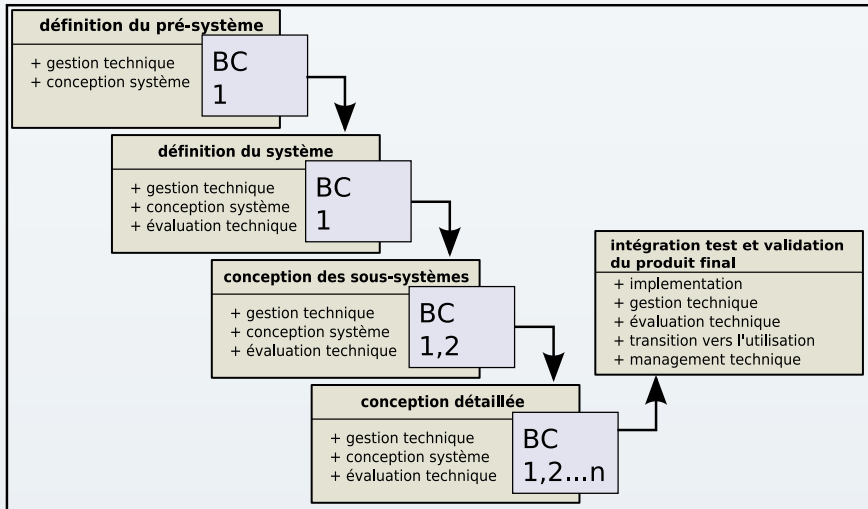 définition du pré-système
+ gestion technique
+ conception système
BC
1
définition du système
+ gestion technique
+ conception système
+ évaluation technique
BC
1
conception des sous-systèmes
+ gestion technique
+ conception système
+ évaluation technique
BC
1,2
conception détaillée
+ gestion technique
+ conception système
+ évaluation technique
BC
1,2...n
intégration test et validation
du produit final
+ implementation
+ gestion technique
+ évaluation technique
+ transition vers l'utilisation
+ management technique